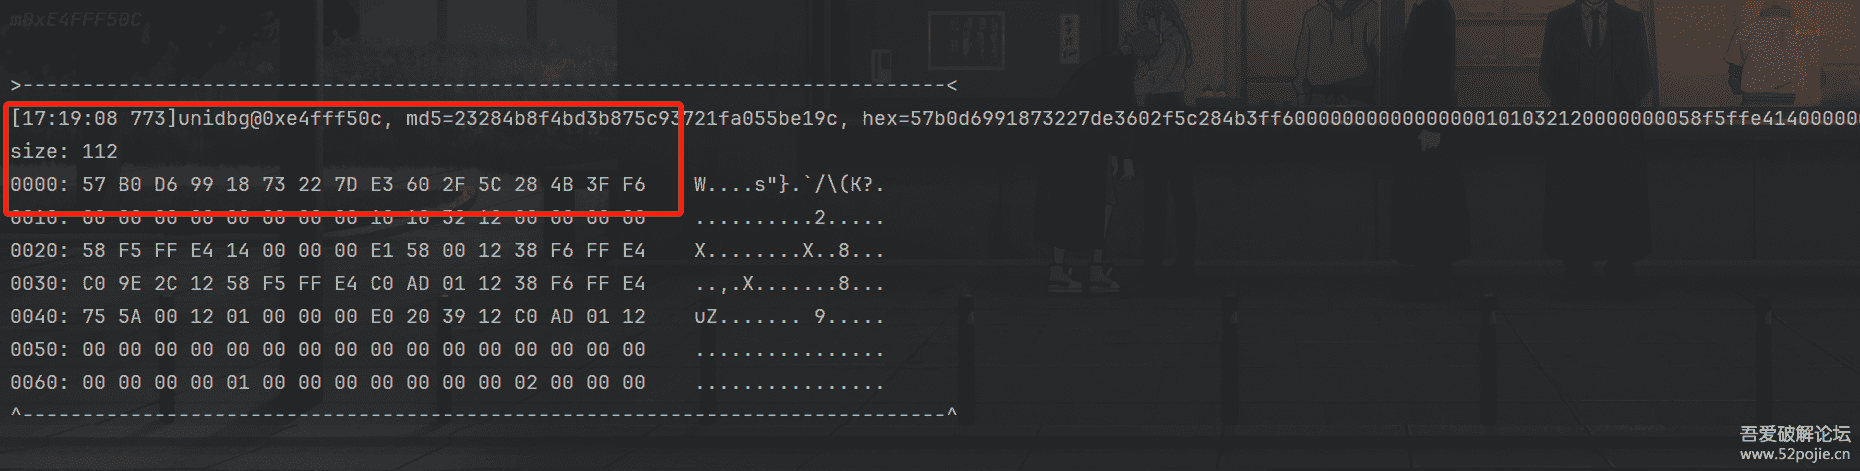 m0xE4FFF50C
>-----------------------------------------------------------------------------<
[17:19:08 773]unidbg@0xe4fff50c, md5=23284b8f4bd3b875c93721fa055be19c, hex=57b0d6991873227de3602f5c284b3ff60000000000000000101032120000000058f5ffe41400000
size: 112
0000: 57 B0 D6 99 18 73 22 7D E3 60 2F 5C 28 4B 3F F6    W....s"}.`/\(K?.
0010: 00 00 00 00 00 00 00 00 10 10 32 12 00 00 00 00    ..........2.....
0020: 58 F5 FF E4 14 00 00 00 E1 58 00 12 38 F6 FF E4    X........X..8...
0030: C0 9E 2C 12 58 F5 FF E4 C0 AD 01 12 38 F6 FF E4    ..,.X.......8...
0040: 75 5A 00 12 01 00 00 00 E0 20 39 12 C0 AD 01 12    uZ....... 9.....
0050: 00 00 00 00 00 00 00 00 00 00 00 00 00 00 00 00    ................
0060: 00 00 00 00 01 00 00 00 00 00 00 00 02 00 00 00    ................
^-----------------------------------------------------------------------------^
吾爱破解论坛
www.52pojie.cn